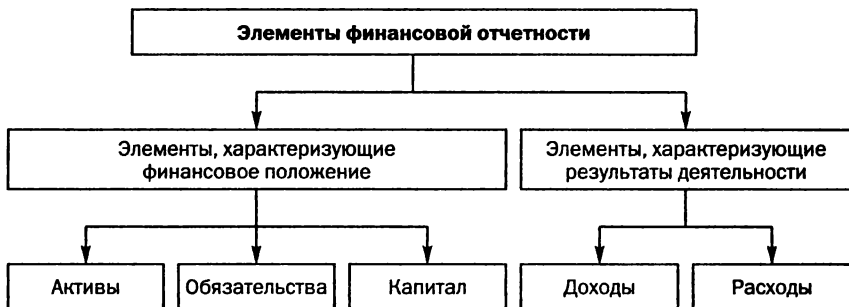 Элементы финансовой отчетности
Элементы, характеризующие
финансовое положение
Элементы, характеризующие
результаты деятельности
Активы
Обязательства
Капитал
Доходы
Расходы